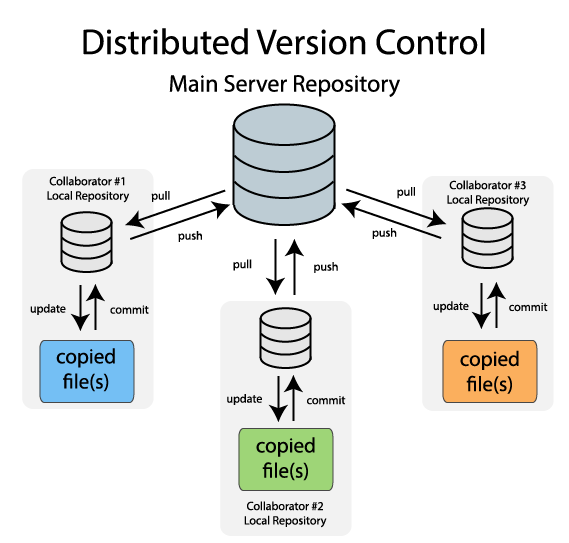 Distributed Version Control
Main Server Repository
Collaborator #1
Local Repository
pull
push
update
commit
copied
file(s)
pull
push
update
commit
copied
file(s)
Collaborator #2
Local Repository
Collaborator #3
Local Repository
pull
push
update
commit
copied
file(s)